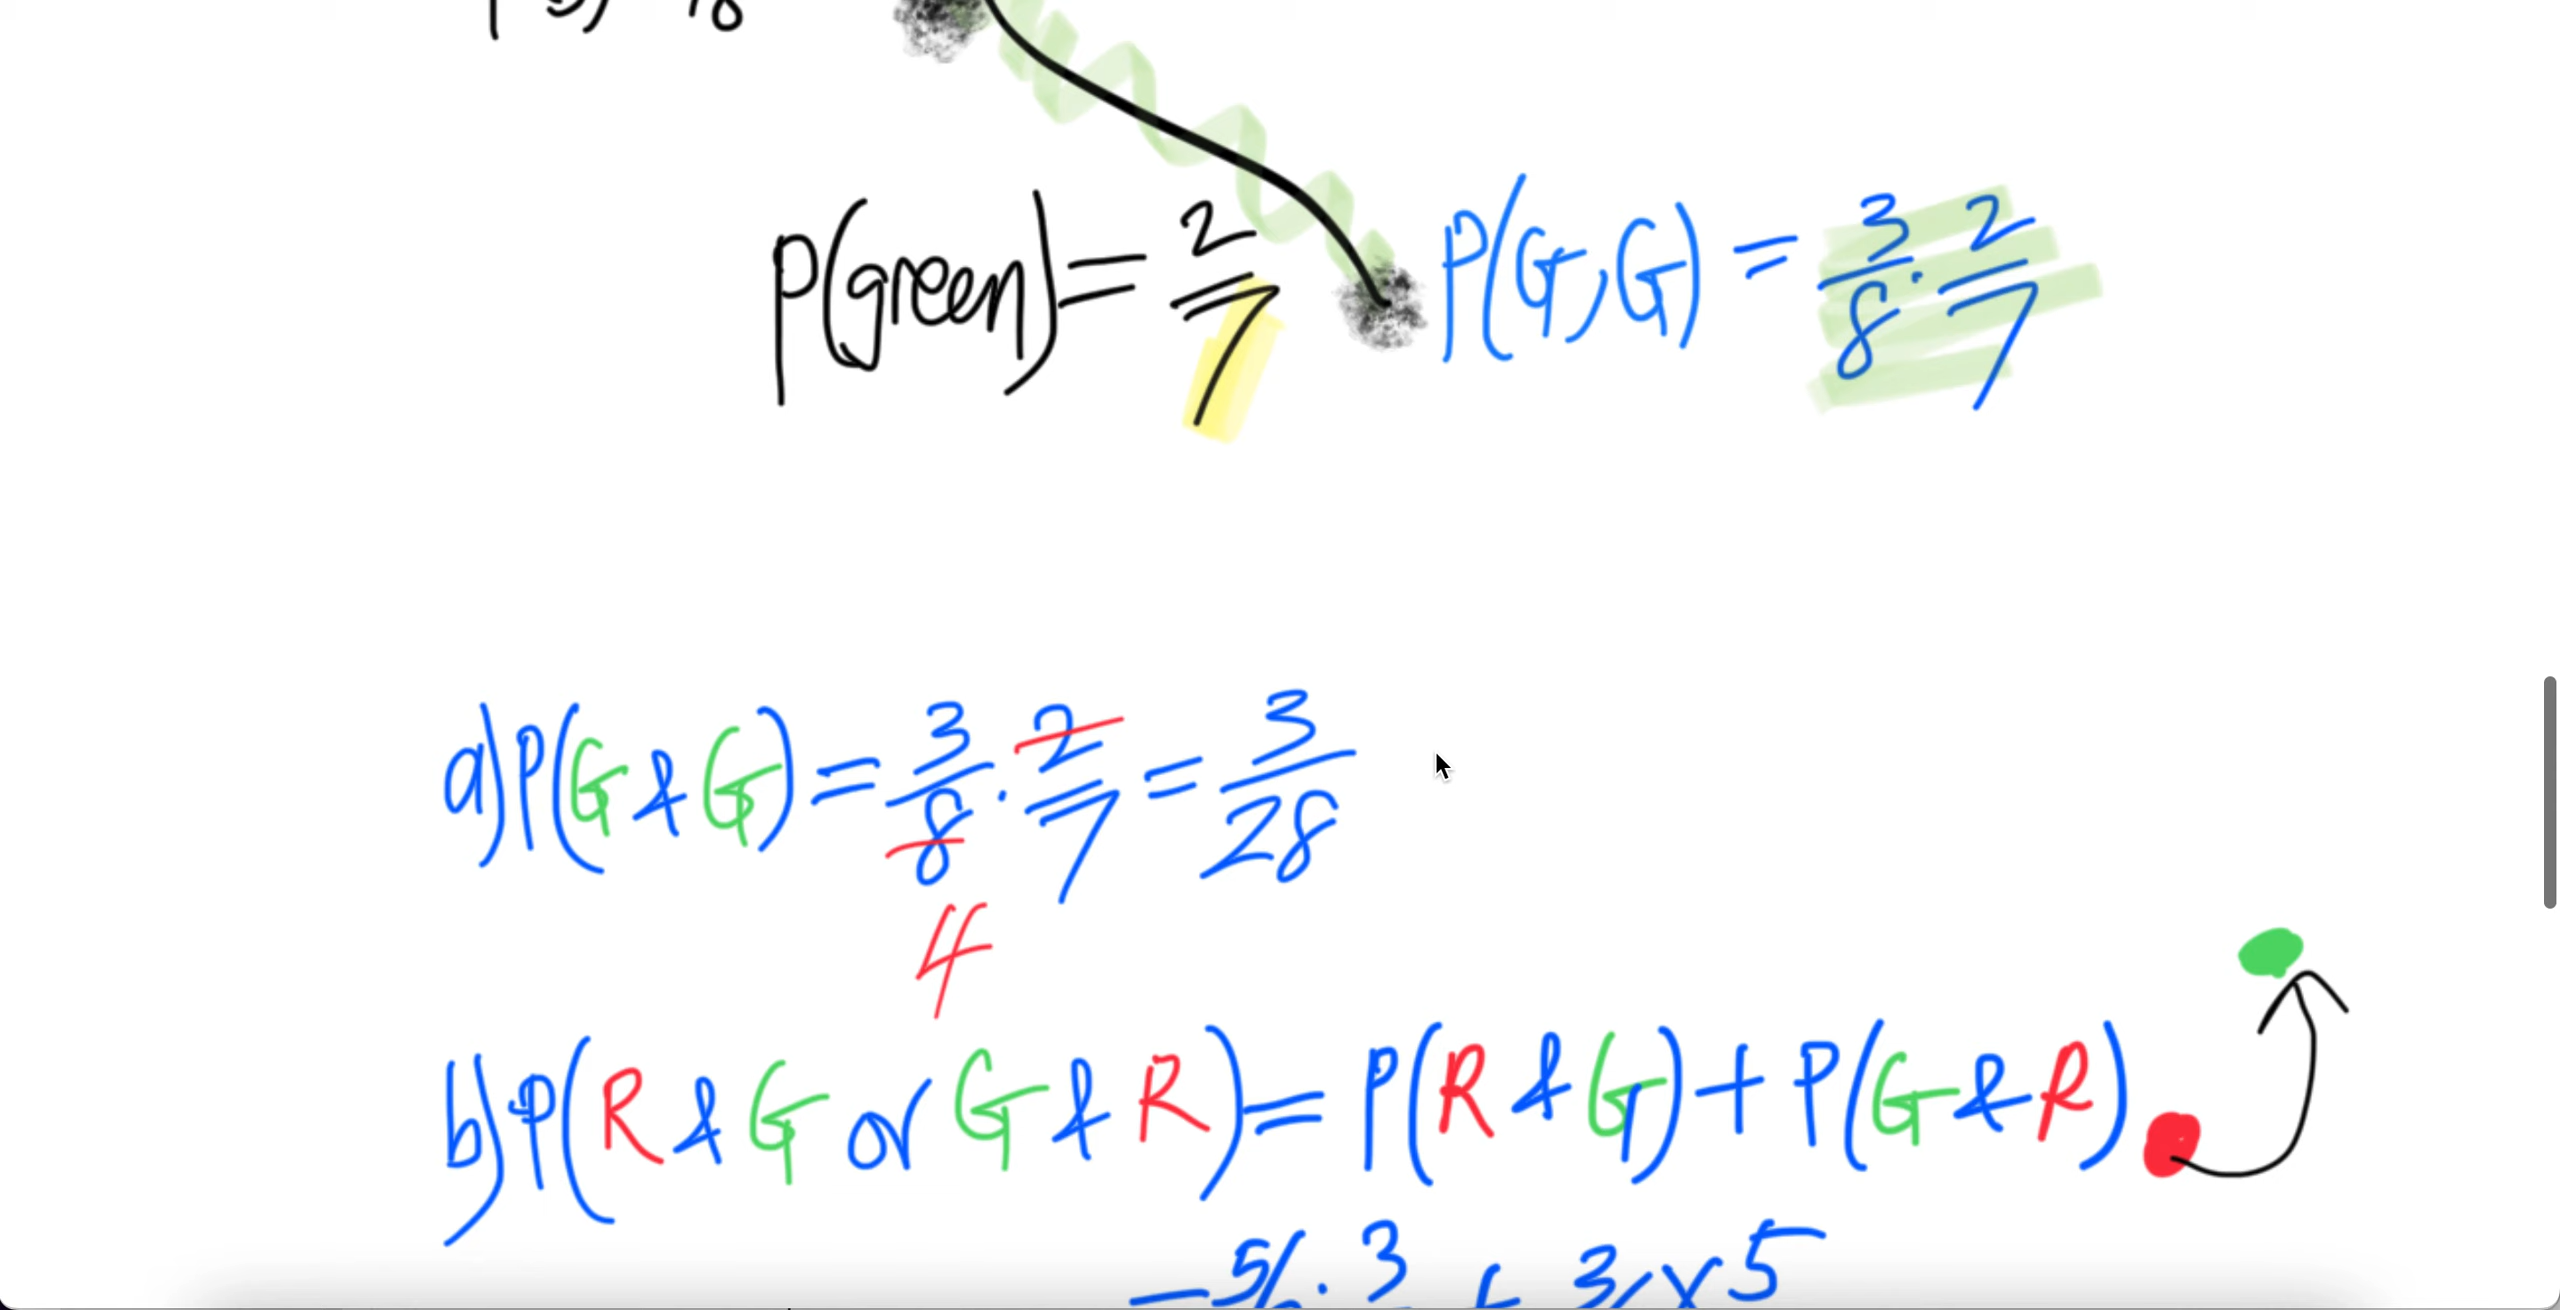 P(green) = 2/7 P(G,G) = 3/8 · 2/7
a) P(G & G) = 3/8 · 2/7 = 3/28
4
b) P(R & G or G & R) = P(R & G) + P(G & R)